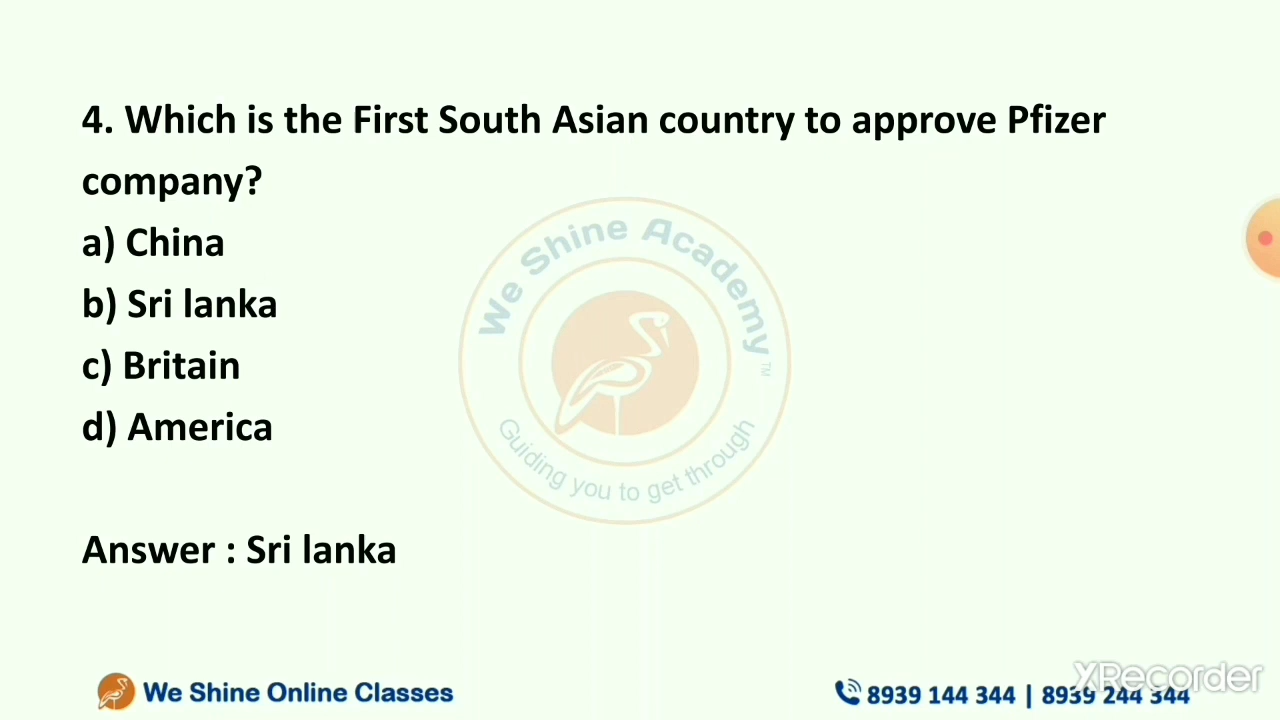 4. Which is the First South Asian country to approve Pfizer
company?
a) China
b) Sri lanka
c) Britain
d) America
We Shine Academy
TM
Guiding you to get through
Answer : Sri lanka
We Shine Online Classes
8939 144 344 | 8939 244 344
XRecorder